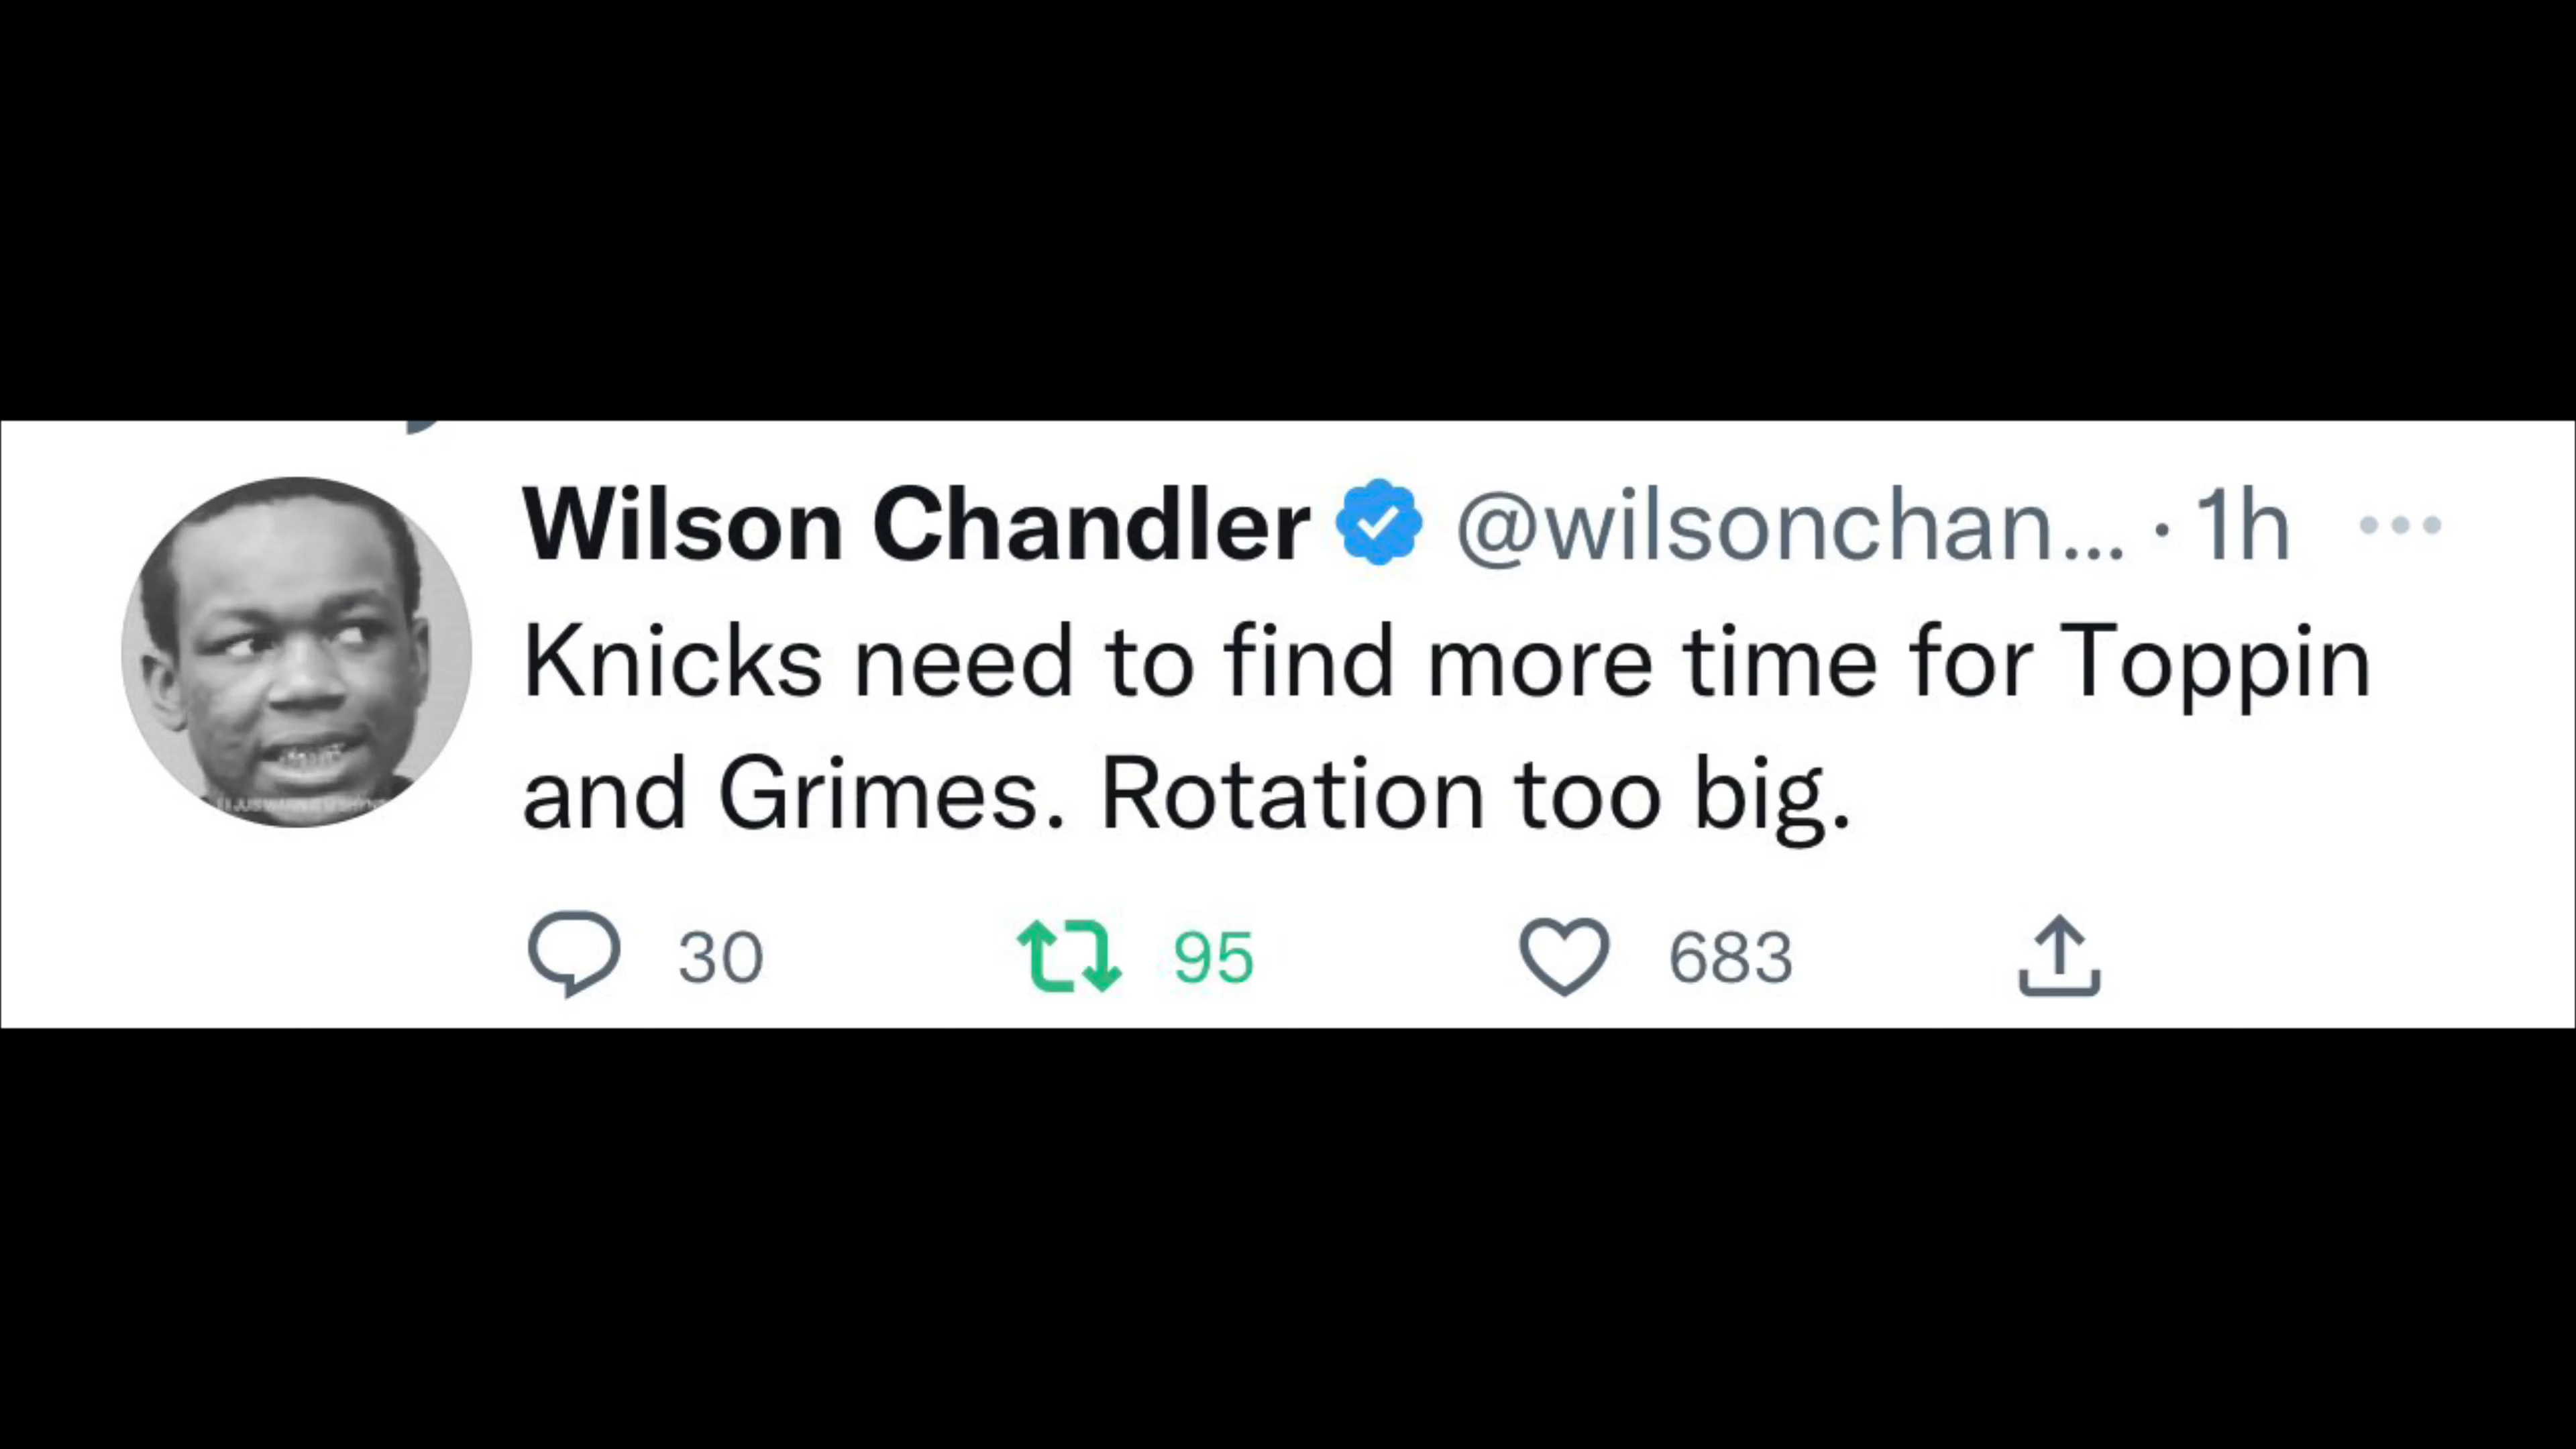 Wilson Chandler @wilsonchan... · 1h
Knicks need to find more time for Toppin
and Grimes. Rotation too big.
30 95 683